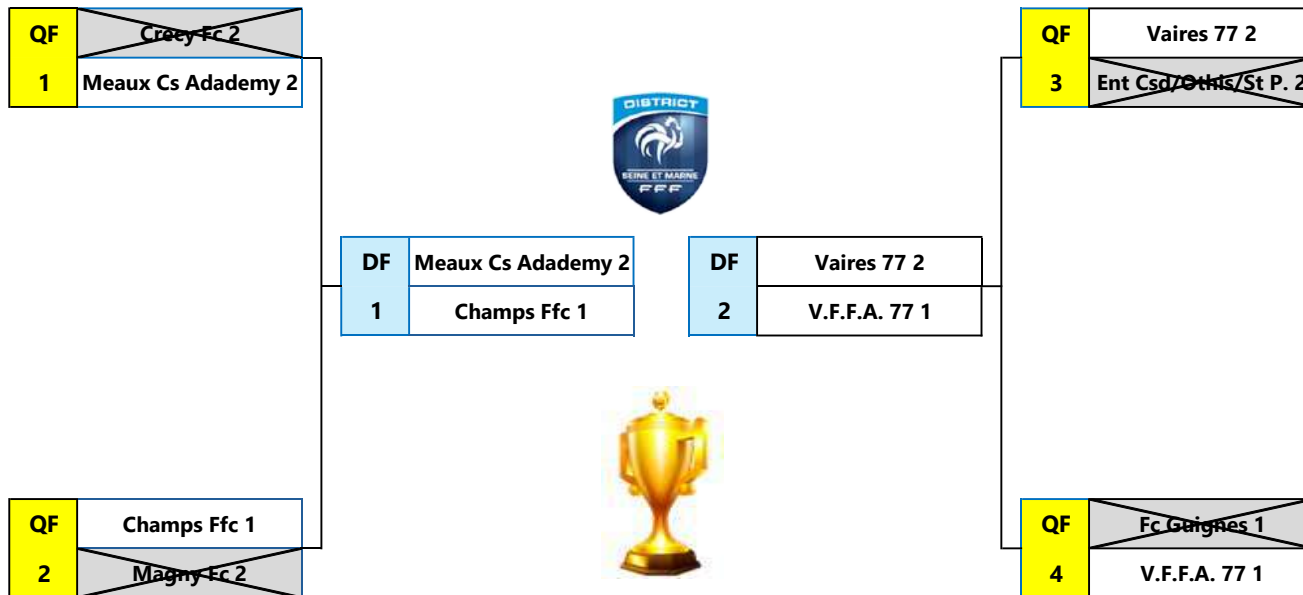 QF Crécy Fc 2
1 Meaux Cs Adademy 2
QF Vaires 77 2
3 Ent Csd/Othis/St P. 2
DISTRICT
SEINE ET MARNE
FFF
DF Meaux Cs Adademy 2
1 Champs Ffc 1
DF Vaires 77 2
2 V.F.F.A. 77 1
QF Champs Ffc 1
2 Magny Fc 2
QF Fc Guignes 1
4 V.F.F.A. 77 1